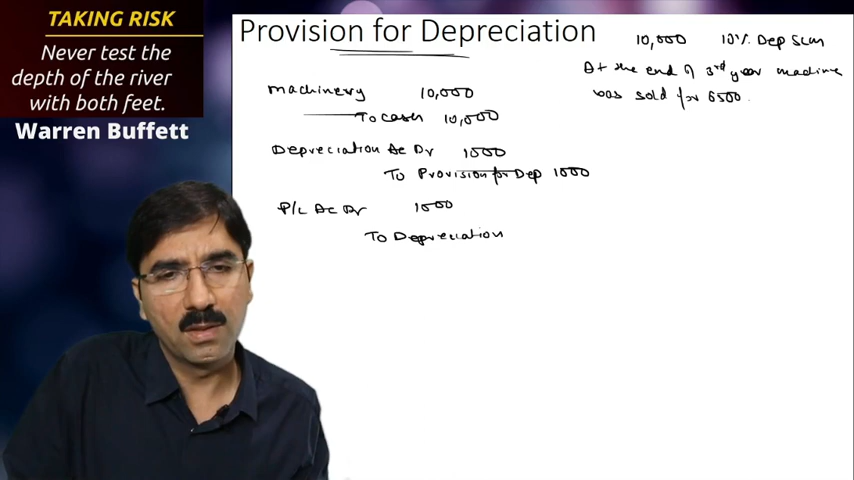 TAKING RISK
Never test the
depth of the river
with both feet.
Warren Buffett
Provision for Depreciation
10,000 10% Dep SLM
At the end of 3rd year machine
was sold for 6500.
Machinery 10,000
To cash 10,000
Depreciation Ac Dr 1000
To Provision for Dep 1000
P/L Ac Dr 1000
To Depreciation